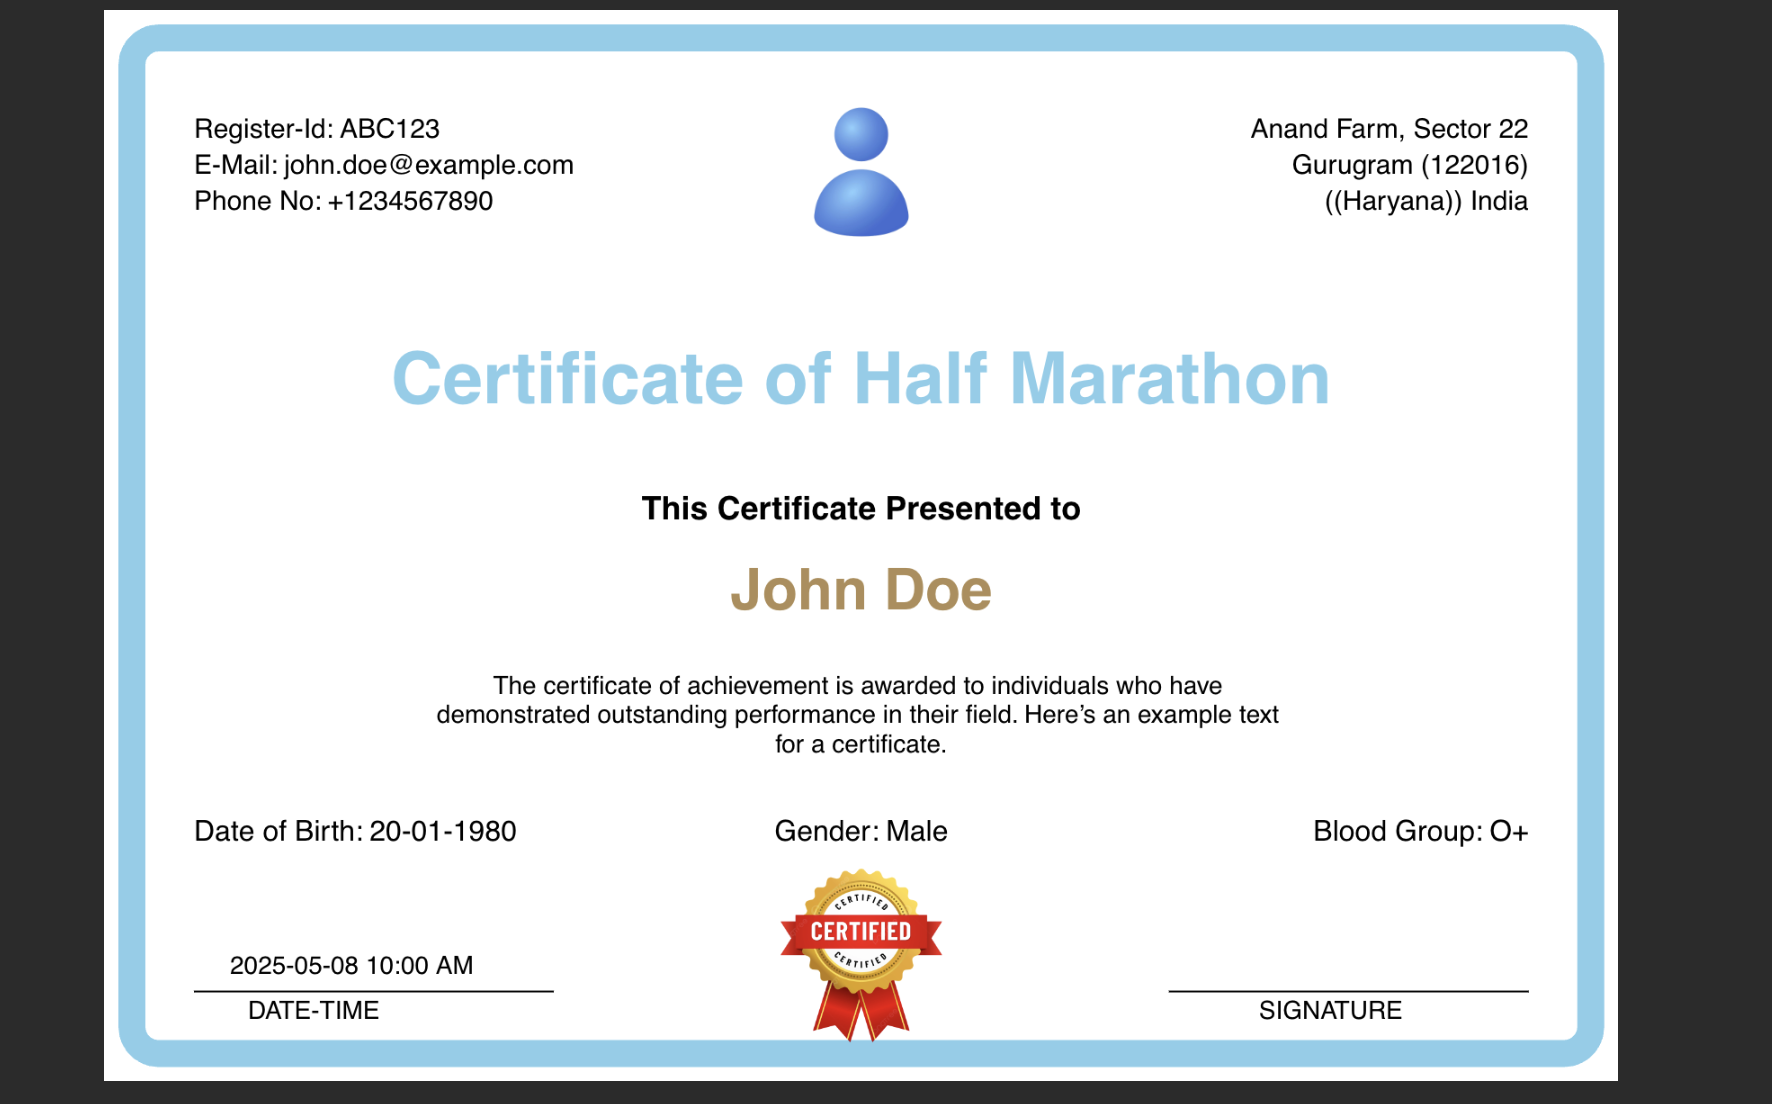 Register-Id: ABC123
E-Mail: john.doe@example.com
Phone No: +1234567890
Anand Farm, Sector 22
Gurugram (122016)
((Haryana)) India
Certificate of Half Marathon
This Certificate Presented to
John Doe
The certificate of achievement is awarded to individuals who have
demonstrated outstanding performance in their field. Here’s an example text
for a certificate.
Date of Birth: 20-01-1980
Gender: Male
Blood Group: O+
CERTIFIED
CERTIFIED
CERTIFIED
2025-05-08 10:00 AM
DATE-TIME
SIGNATURE